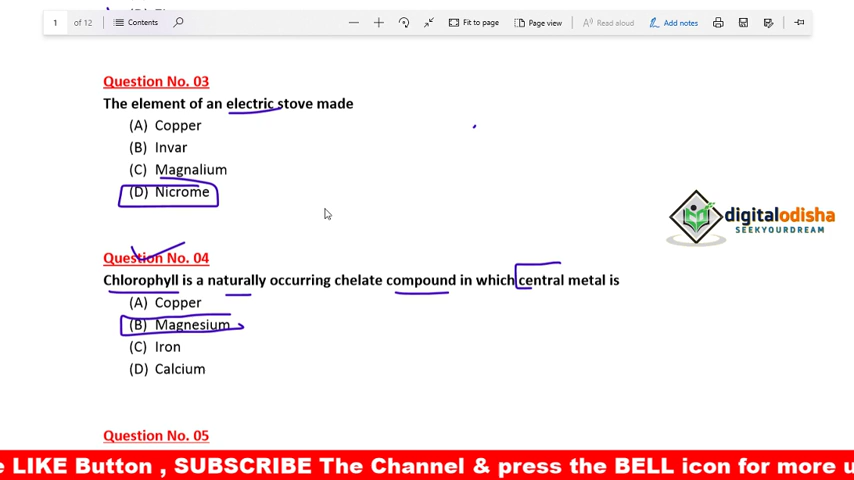 1 of 12 Contents Fit to page Page view Read aloud Add notes
Question No. 03
The element of an electric stove made
(A) Copper
(B) Invar
(C) Magnalium
(D) Nicrome
digitalodisha
SEEKYOURDREAM
Question No. 04
Chlorophyll is a naturally occurring chelate compound in which central metal is
(A) Copper
(B) Magnesium
(C) Iron
(D) Calcium
Question No. 05
e LIKE Button , SUBSCRIBE The Channel & press the BELL icon for more u